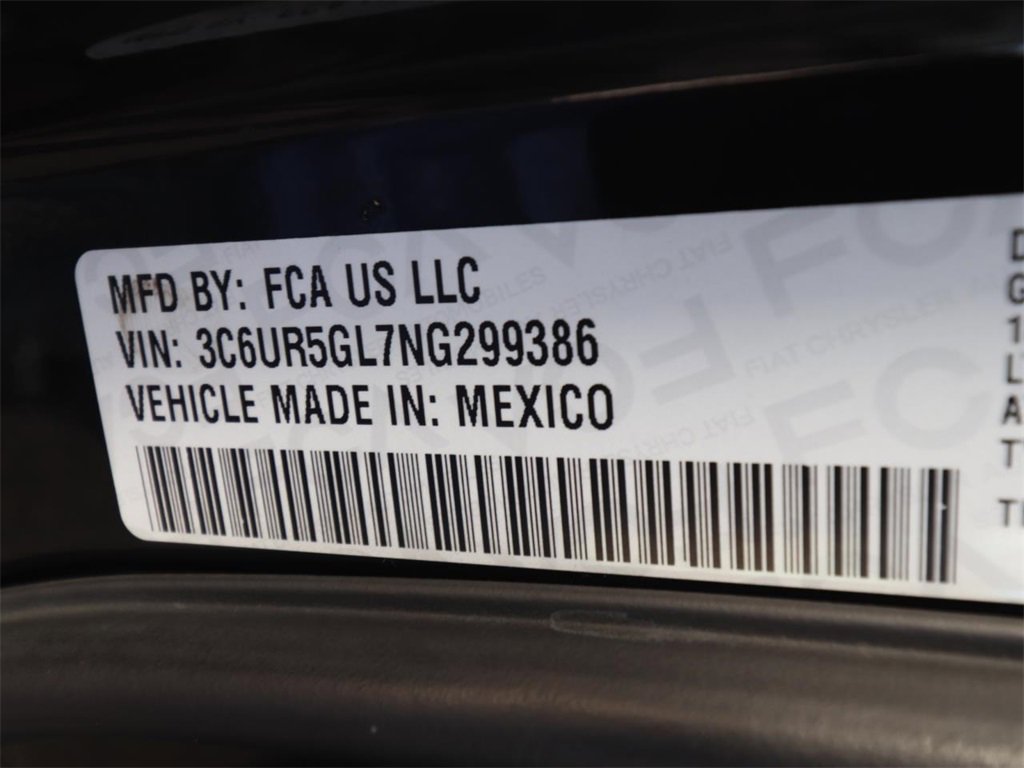 MFD BY: FCA US LLC
VIN: 3C6UR5GL7NG299386
VEHICLE MADE IN: MEXICO